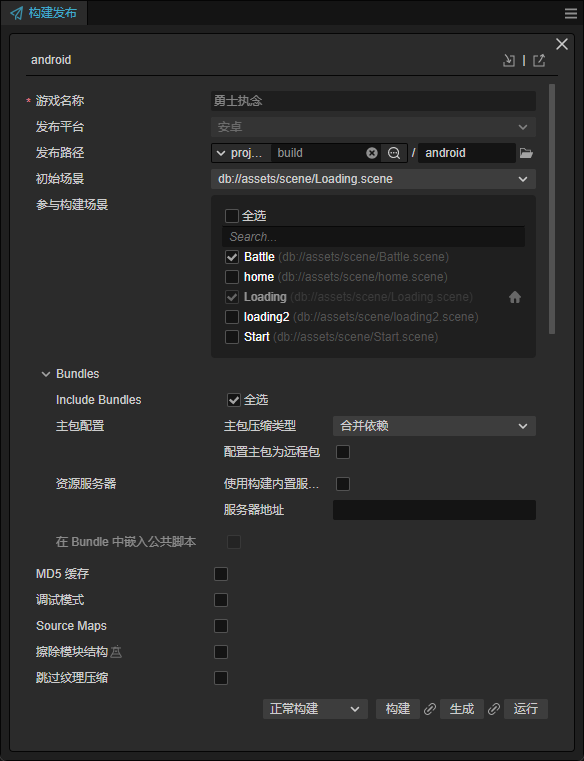 构建发布
android
* 游戏名称 勇士执念
发布平台 安卓
发布路径 proj... build / android
初始场景 db://assets/scene/Loading.scene
参与构建场景
全选
Search...
Battle (db://assets/scene/Battle.scene)
home (db://assets/scene/home.scene)
Loading (db://assets/scene/Loading.scene)
loading2 (db://assets/scene/loading2.scene)
Start (db://assets/scene/Start.scene)
Bundles
Include Bundles 全选
主包配置 主包压缩类型 合并依赖
配置主包为远程包
资源服务器 使用构建内置服...
服务器地址
在 Bundle 中嵌入公共脚本
MD5 缓存
调试模式
Source Maps
擦除模块结构
跳过纹理压缩
正常构建 构建 生成 运行